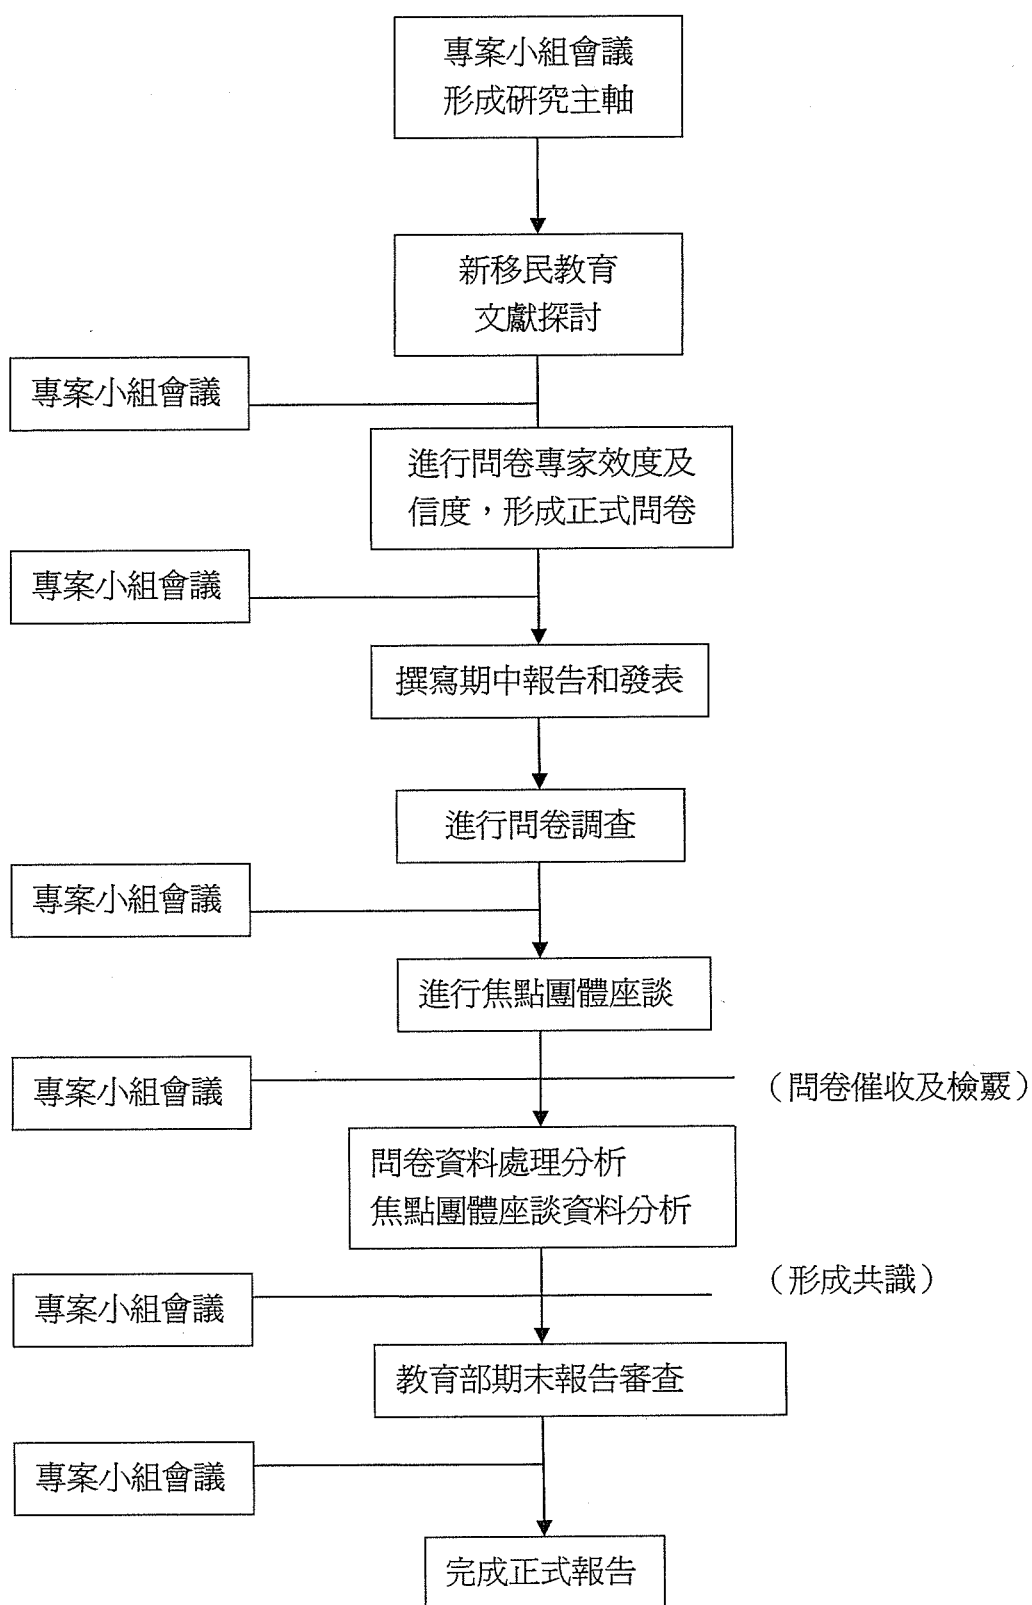 專案小組會議
形成研究主軸
新移民教育
文獻探討
專案小組會議
進行問卷專家效度及
信度，形成正式問卷
專案小組會議
撰寫期中報告和發表
進行問卷調查
專案小組會議
進行焦點團體座談
專案小組會議
（問卷催收及檢覈）
問卷資料處理分析
焦點團體座談資料分析
專案小組會議
（形成共識）
教育部期末報告審查
專案小組會議
完成正式報告